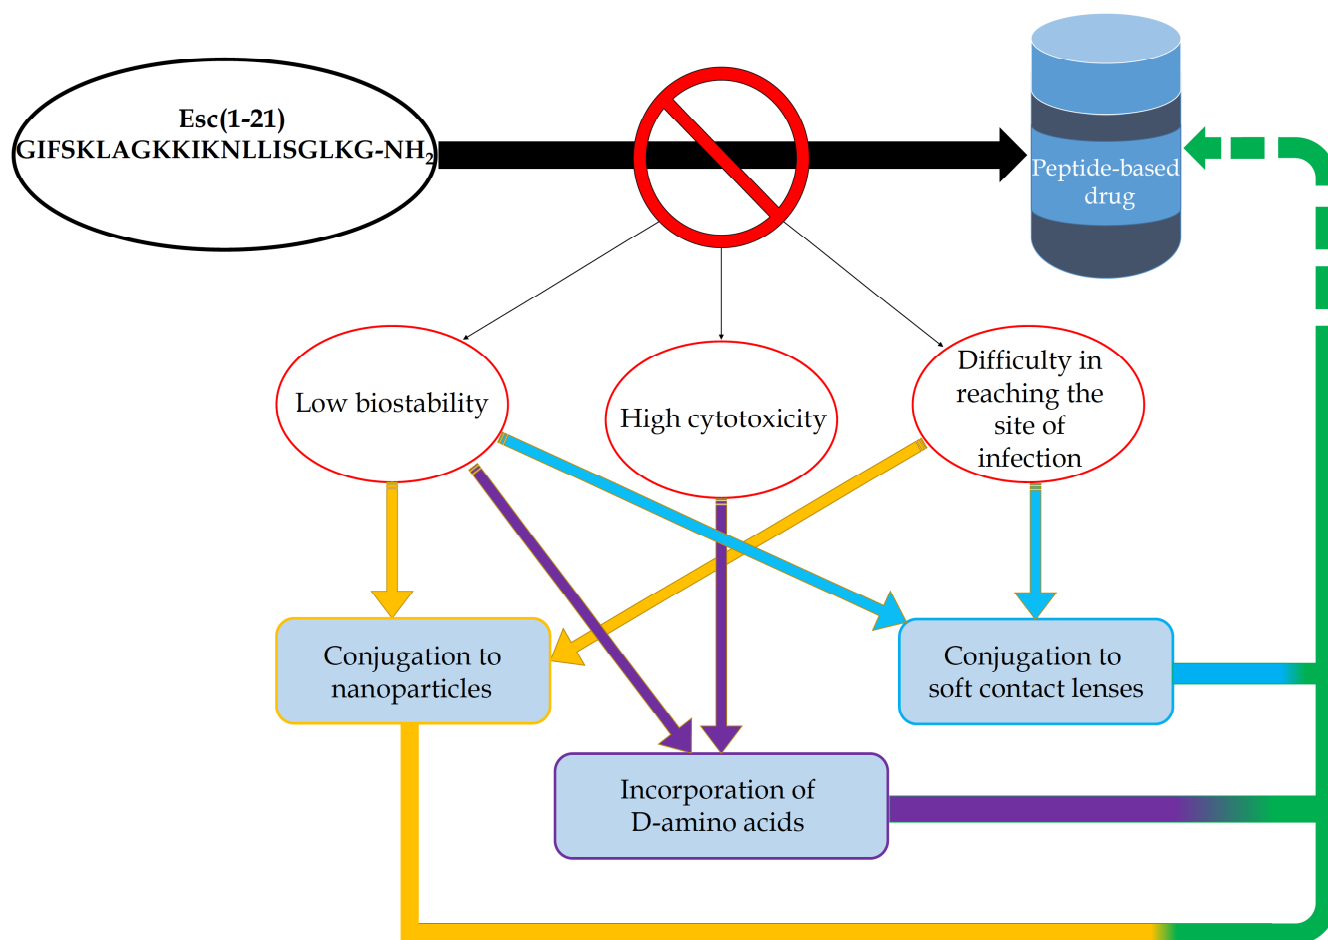 Esc(1-21)
GIFSKLAGKKIKNLLISGLKG-NH₂
Peptide-based
drug
Low biostability
High cytotoxicity
Difficulty in
reaching the
site of
infection
Conjugation to
nanoparticles
Conjugation to
soft contact lenses
Incorporation of
D-amino acids